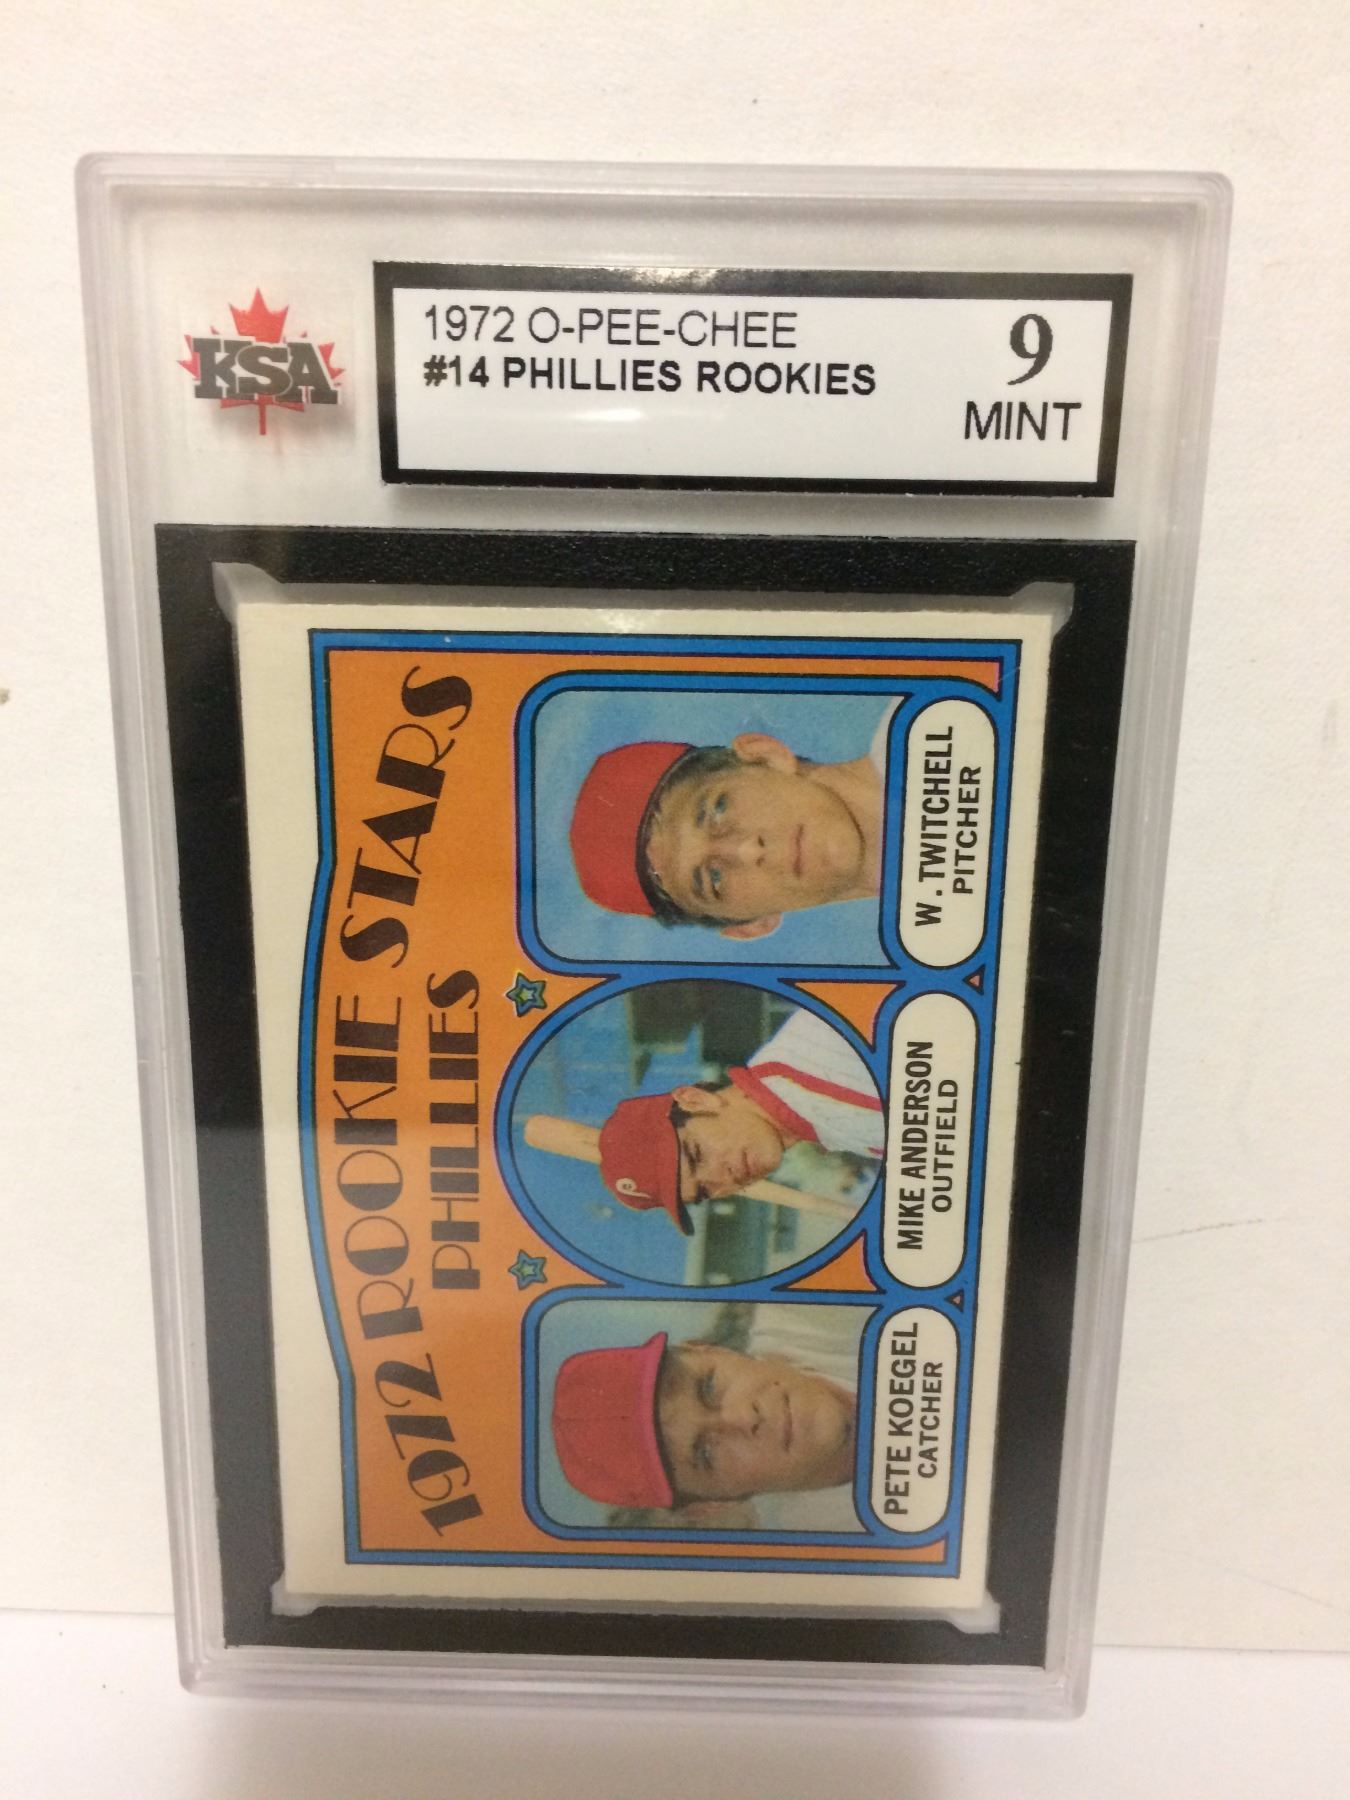 KSA
1972 O-PEE-CHEE
#14 PHILLIES ROOKIES
9
MINT
1972 ROOKIE STARS
PHILLIES
PETE KOEGEL
CATCHER
MIKE ANDERSON
OUTFIELD
W. TWITCHELL
PITCHER
P